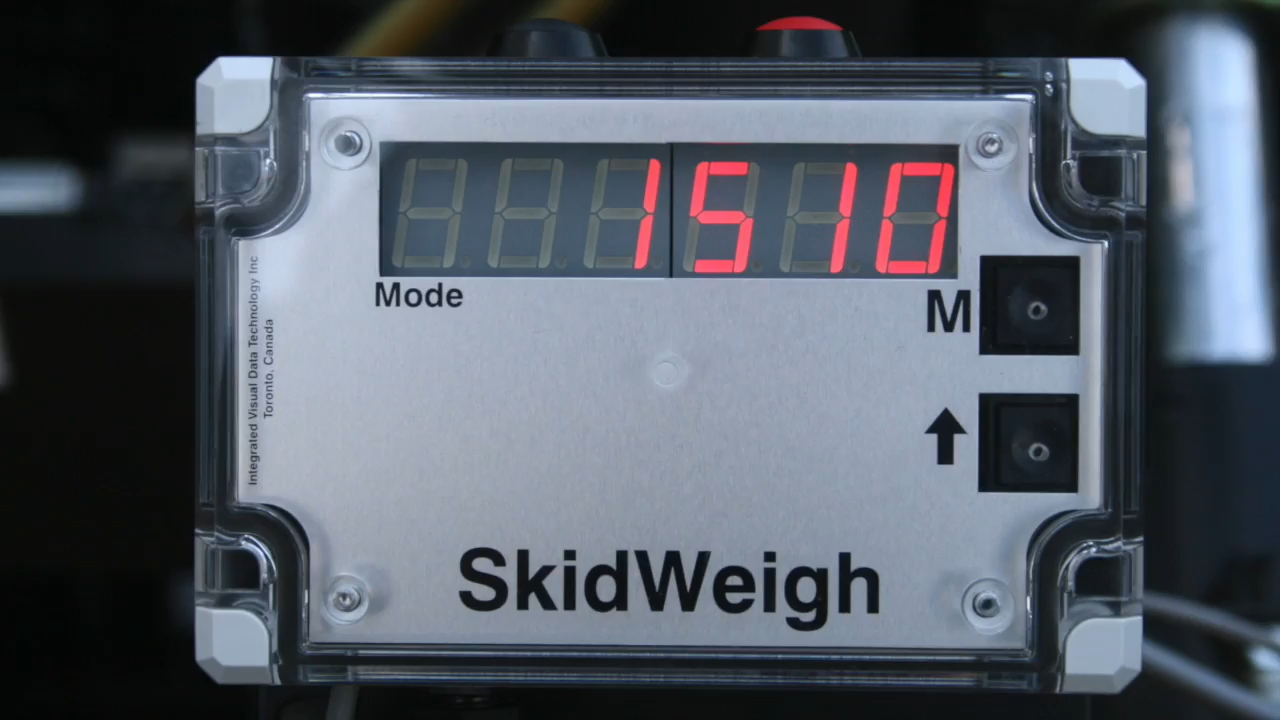 1510
Mode
M
Integrated Visual Data Technology Inc
Toronto, Canada
SkidWeigh